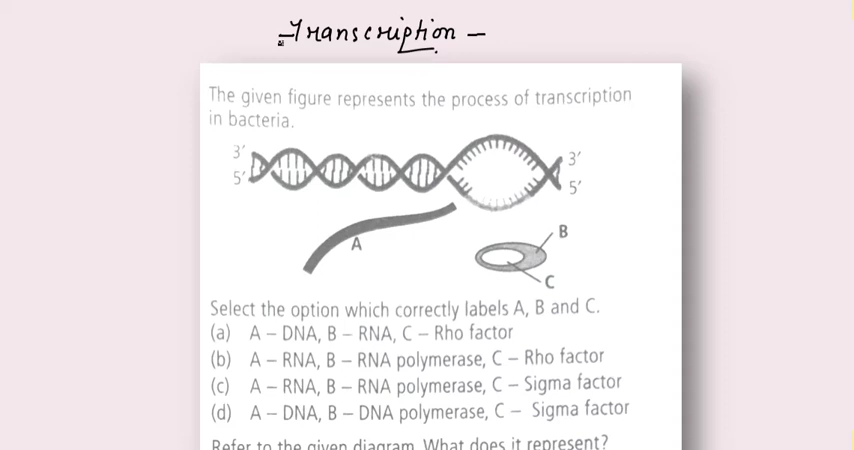 Transcription -
The given figure represents the process of transcription
in bacteria.
3′ 3′
5′ 5′
A
B
C
Select the option which correctly labels A, B and C.
(a) A – DNA, B – RNA, C – Rho factor
(b) A – RNA, B – RNA polymerase, C – Rho factor
(c) A – RNA, B – RNA polymerase, C – Sigma factor
(d) A – DNA, B – DNA polymerase, C – Sigma factor
Refer to the given diagram. What does it represent?